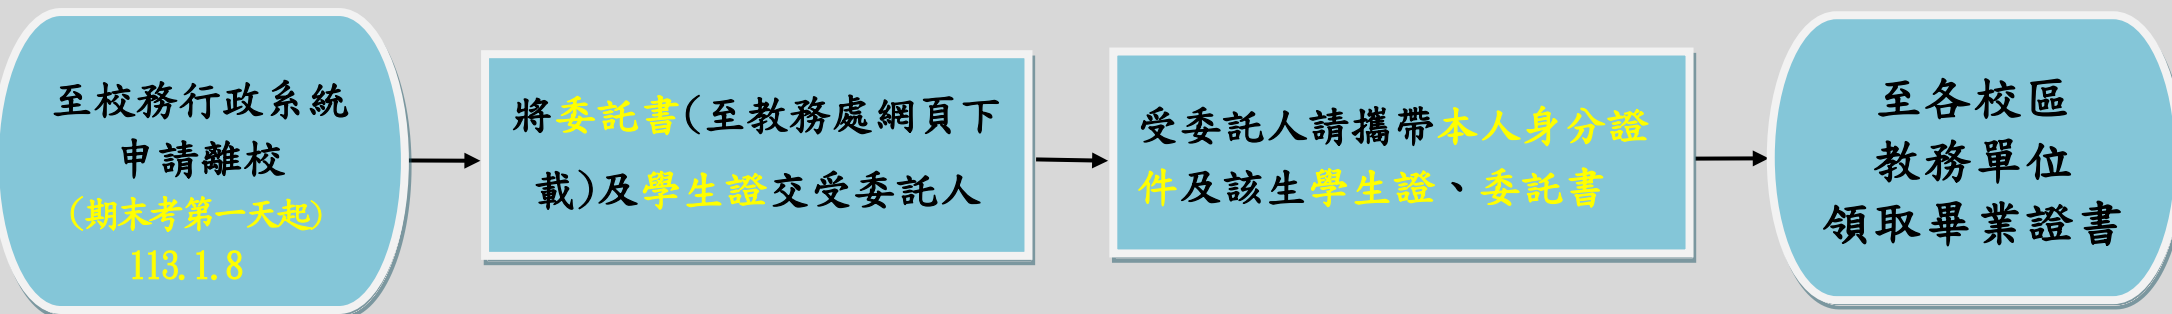 至校務行政系統
申請離校
(期末考第一天起)
113.1.8
將委託書(至教務處網頁下
載)及學生證交受委託人
受委託人請攜帶本人身分證
件及該生學生證、委託書
至各校區
教務單位
領取畢業證書